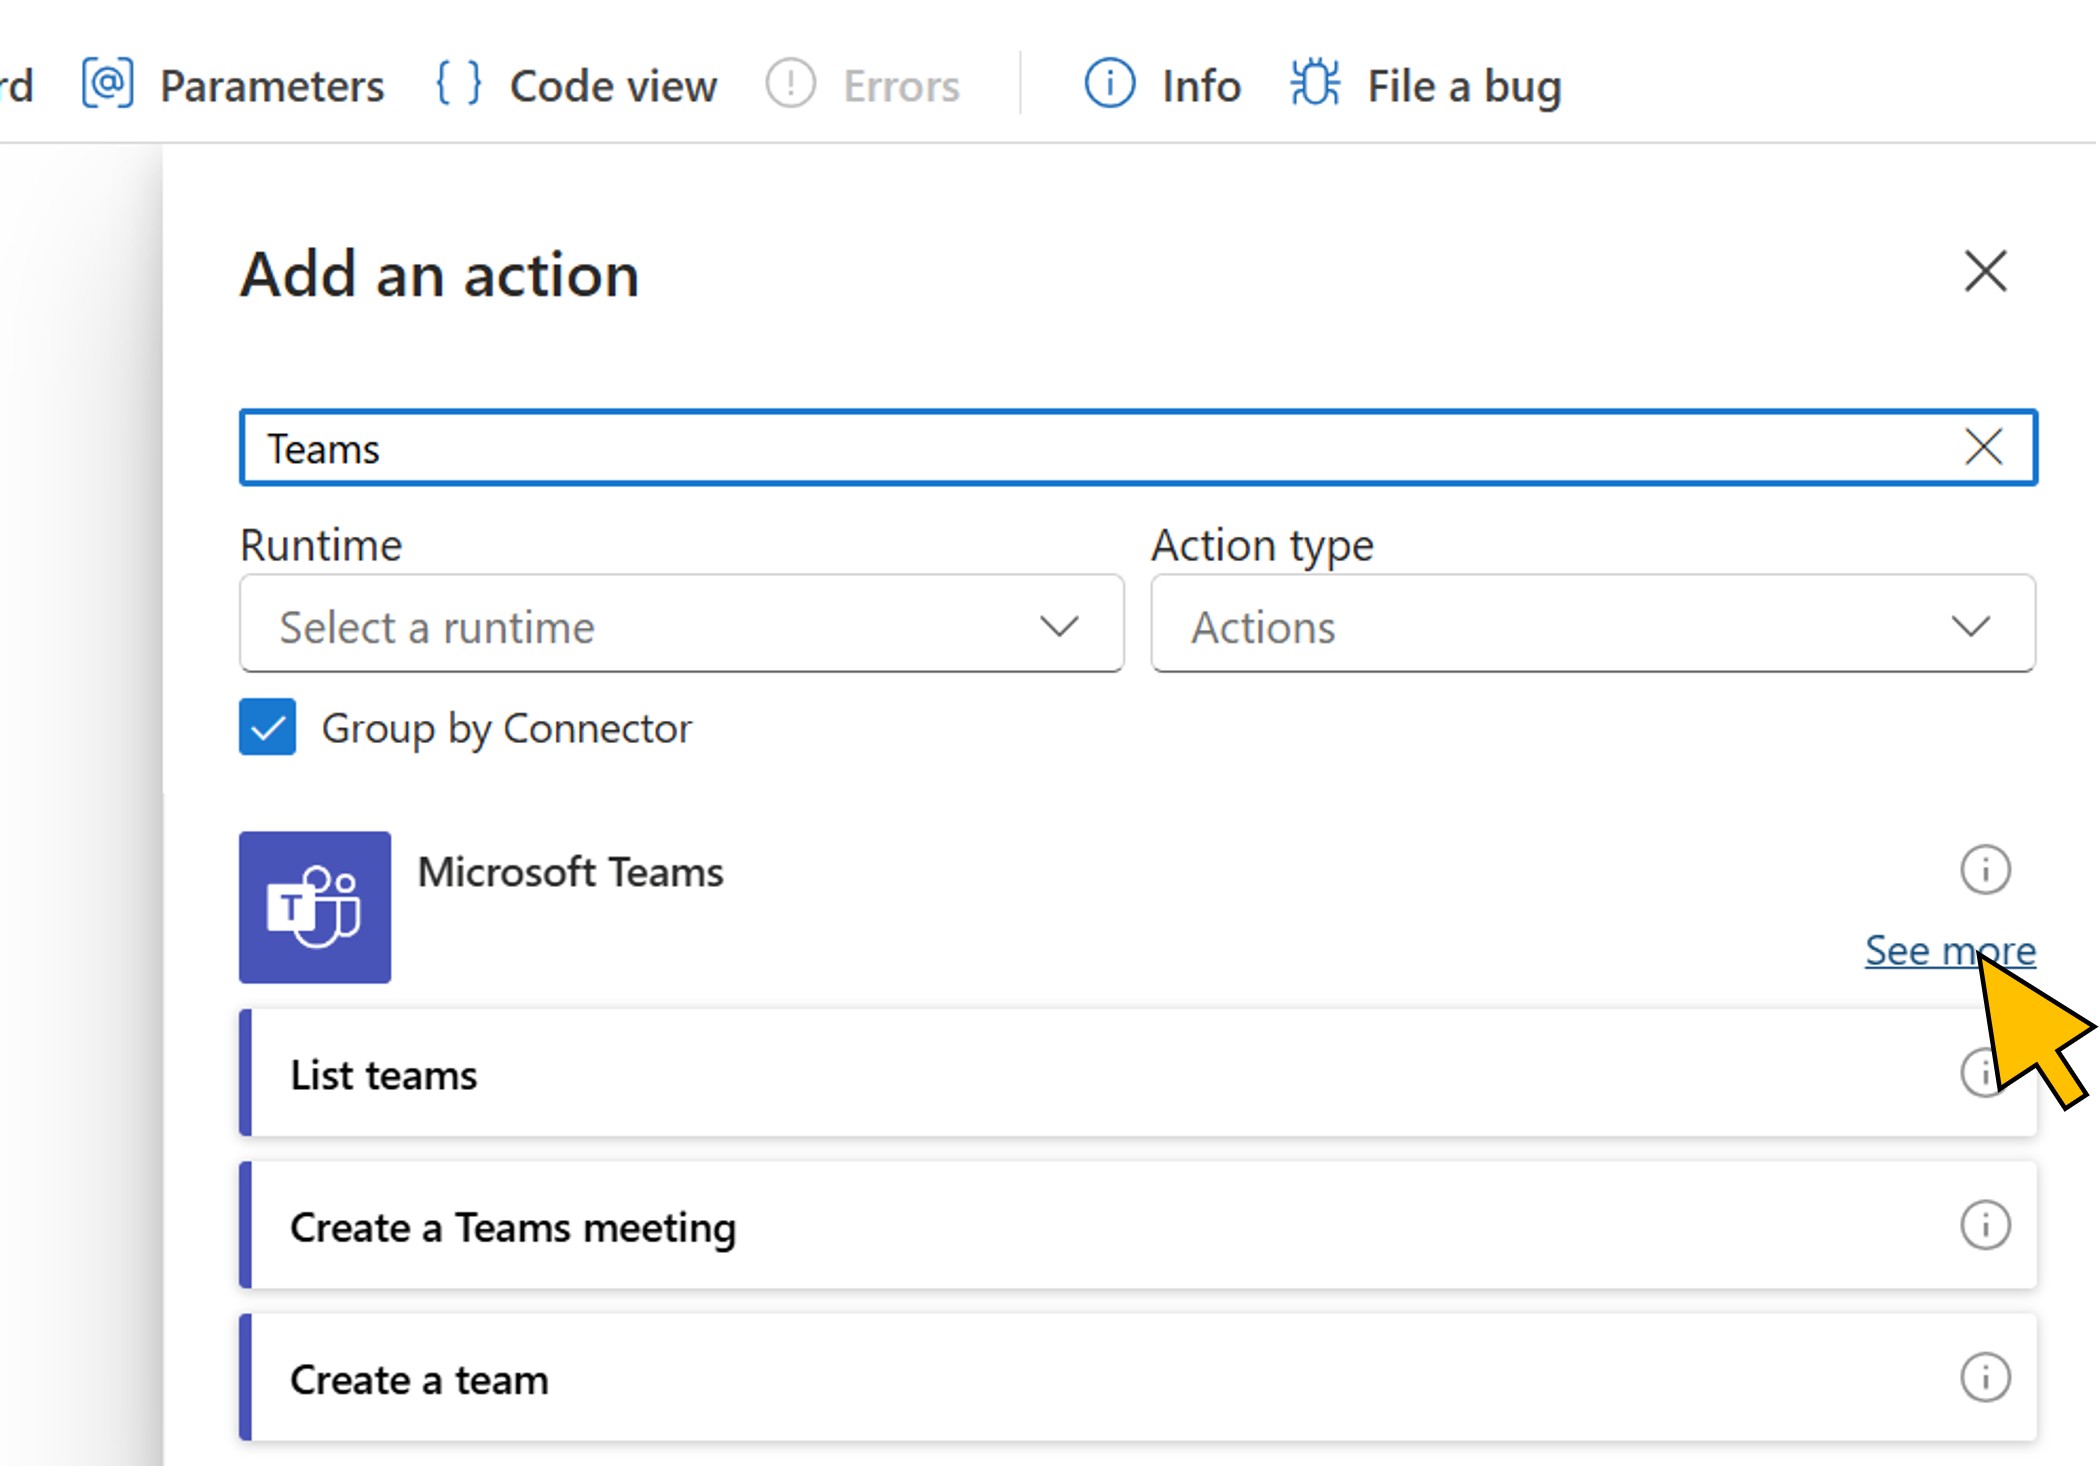 rd Parameters Code view Errors Info File a bug
Add an action
Teams
Runtime Action type
Select a runtime Actions
Group by Connector
Microsoft Teams
See more
List teams
Create a Teams meeting
Create a team